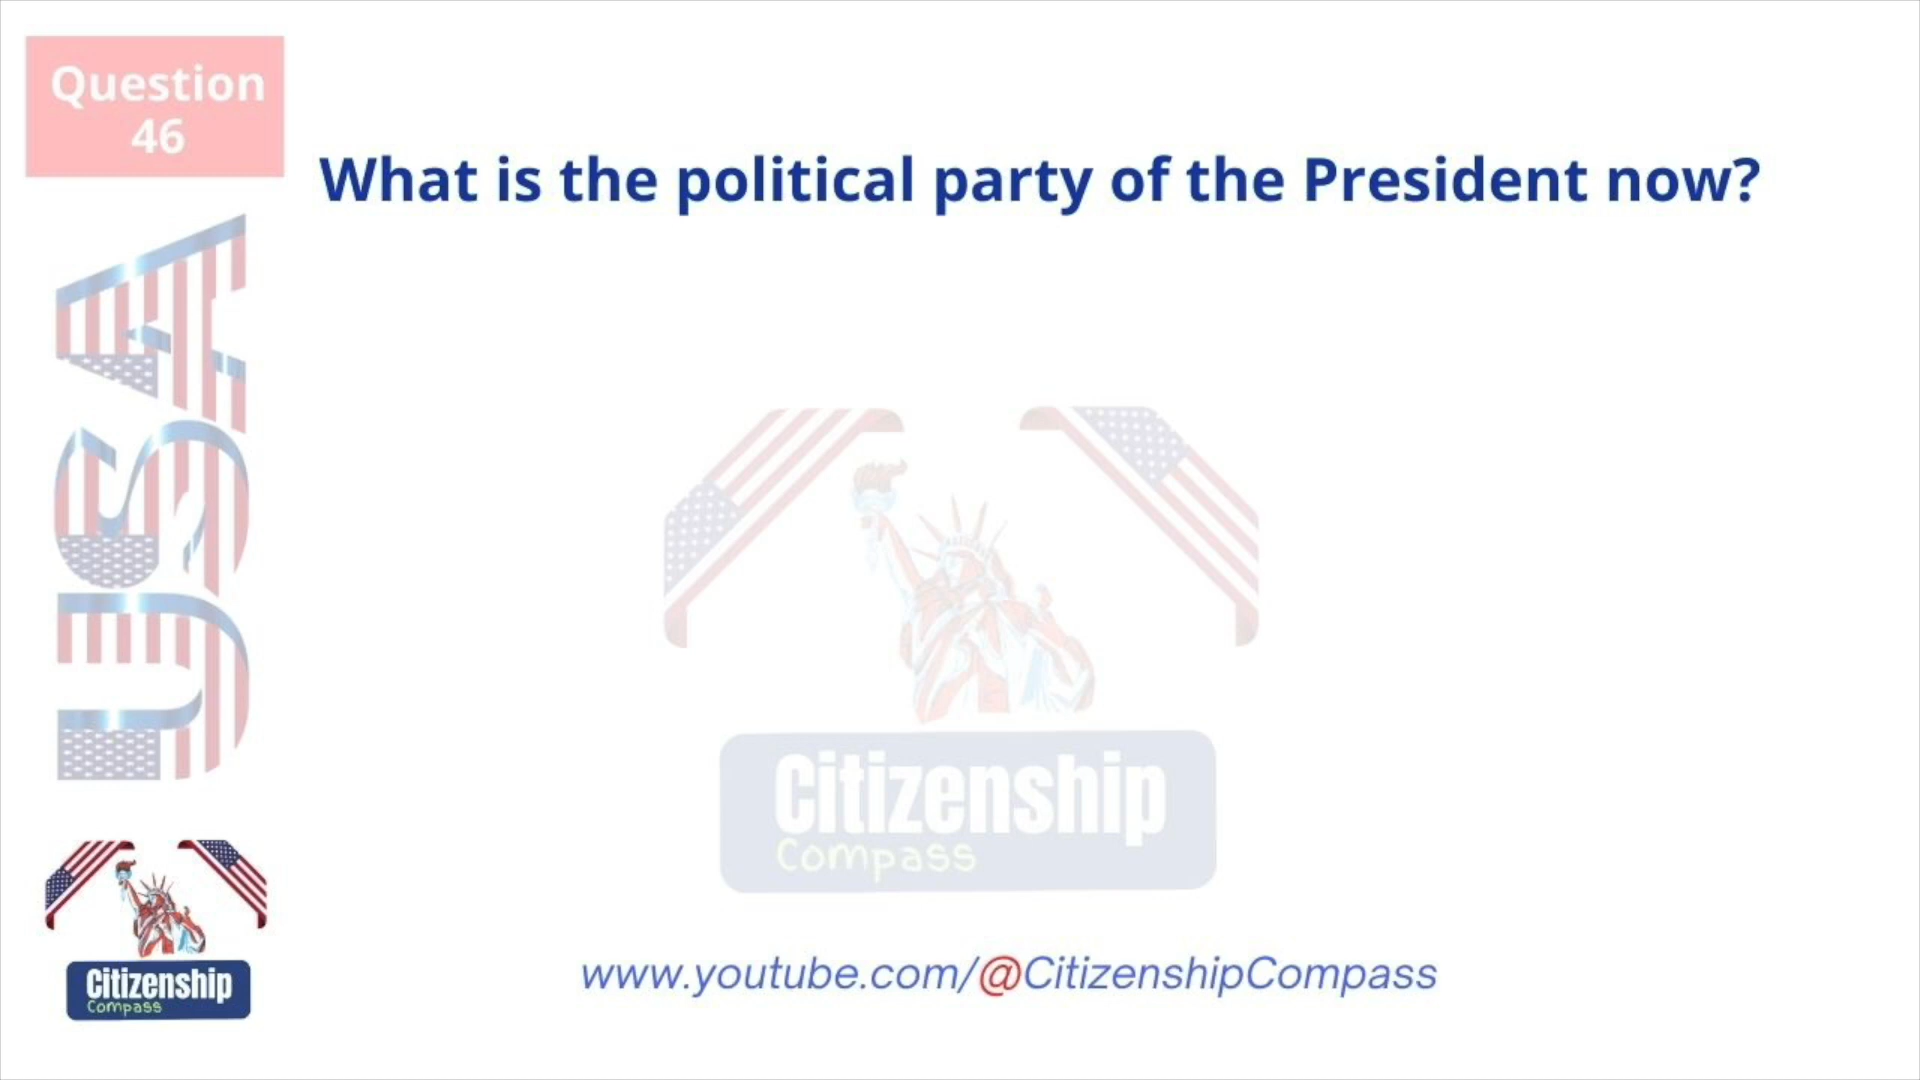 Question
46
What is the political party of the President now?
USA
Citizenship
Compass
Citizenship
Compass
www.youtube.com/@CitizenshipCompass